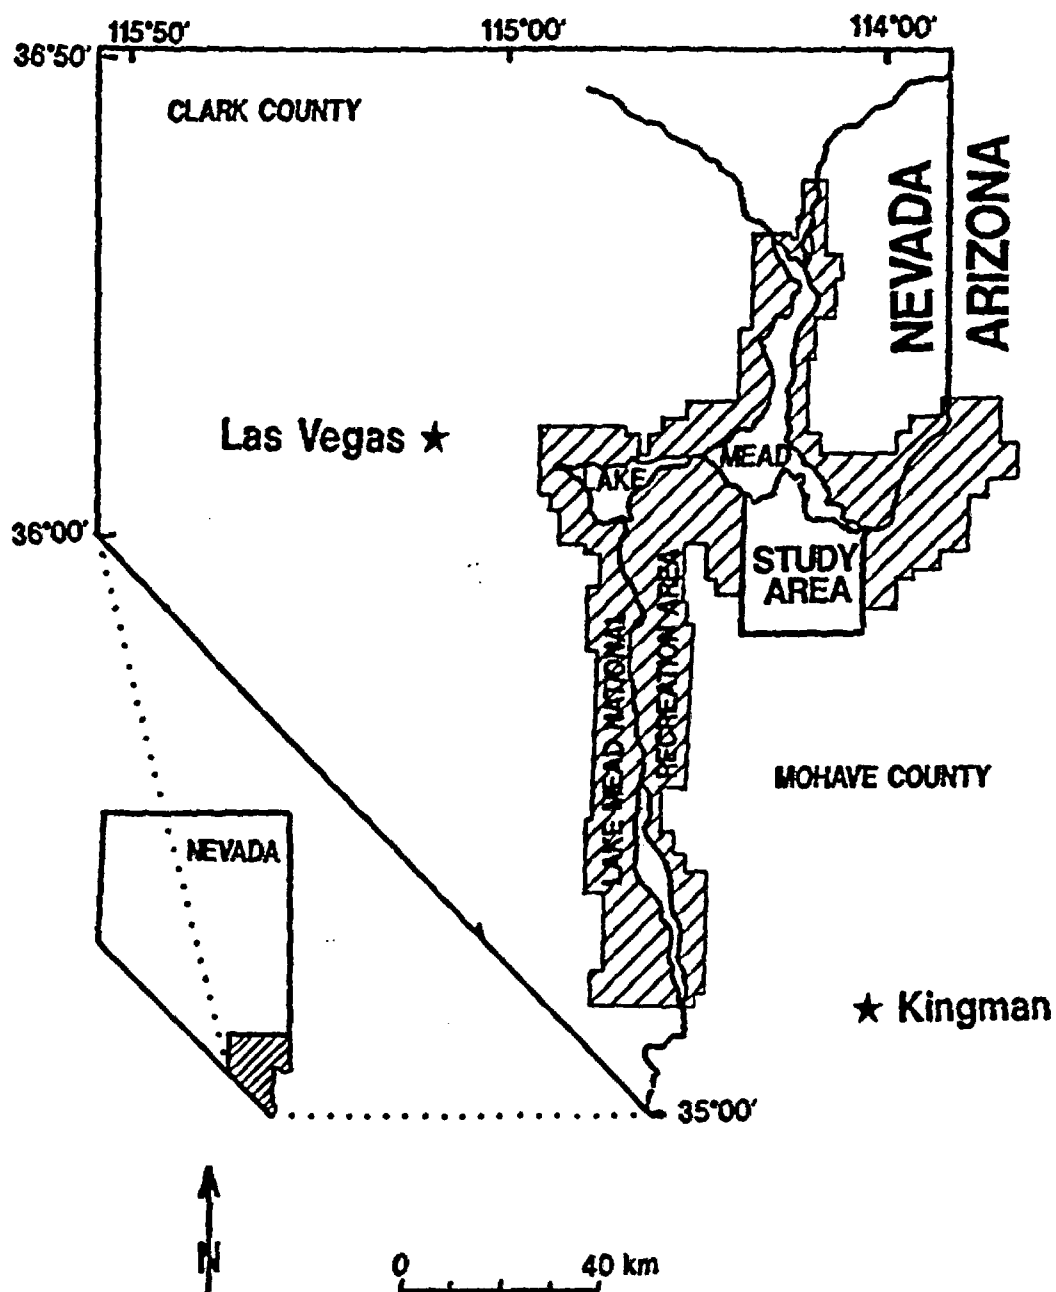 115°50′ 115°00′ 114°00′
36°50′
CLARK COUNTY
NEVADA
ARIZONA
Las Vegas
LAKE MEAD
36°00′
STUDY
AREA
LAKE MEAD NATIONAL
RECREATION AREA
MOHAVE COUNTY
NEVADA
Kingman
35°00′
N
0 40 km